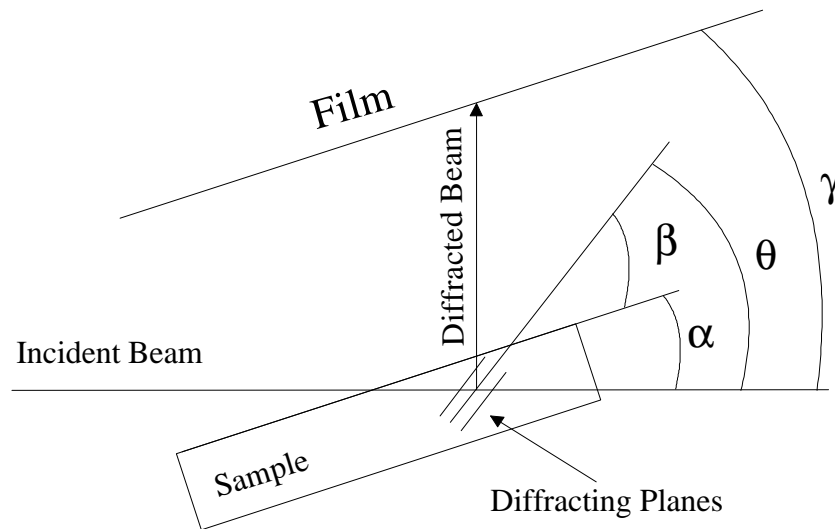 Film
Diffracted Beam
γ
β
θ
α
Incident Beam
Sample
Diffracting Planes